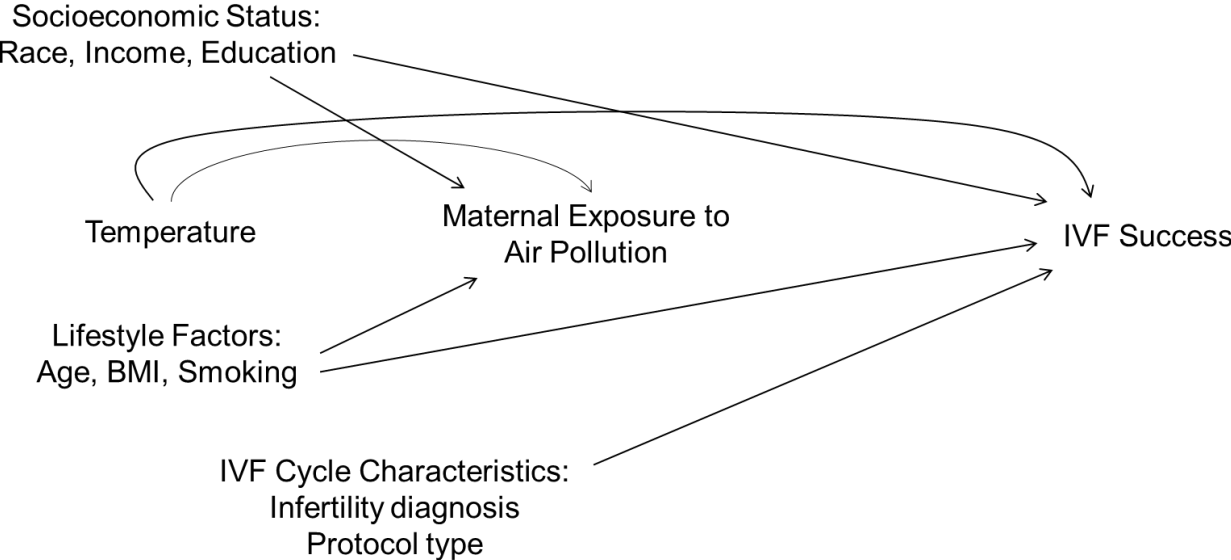 Socioeconomic Status:
Race, Income, Education
Temperature
Maternal Exposure to
Air Pollution
IVF Success
Lifestyle Factors:
Age, BMI, Smoking
IVF Cycle Characteristics:
Infertility diagnosis
Protocol type